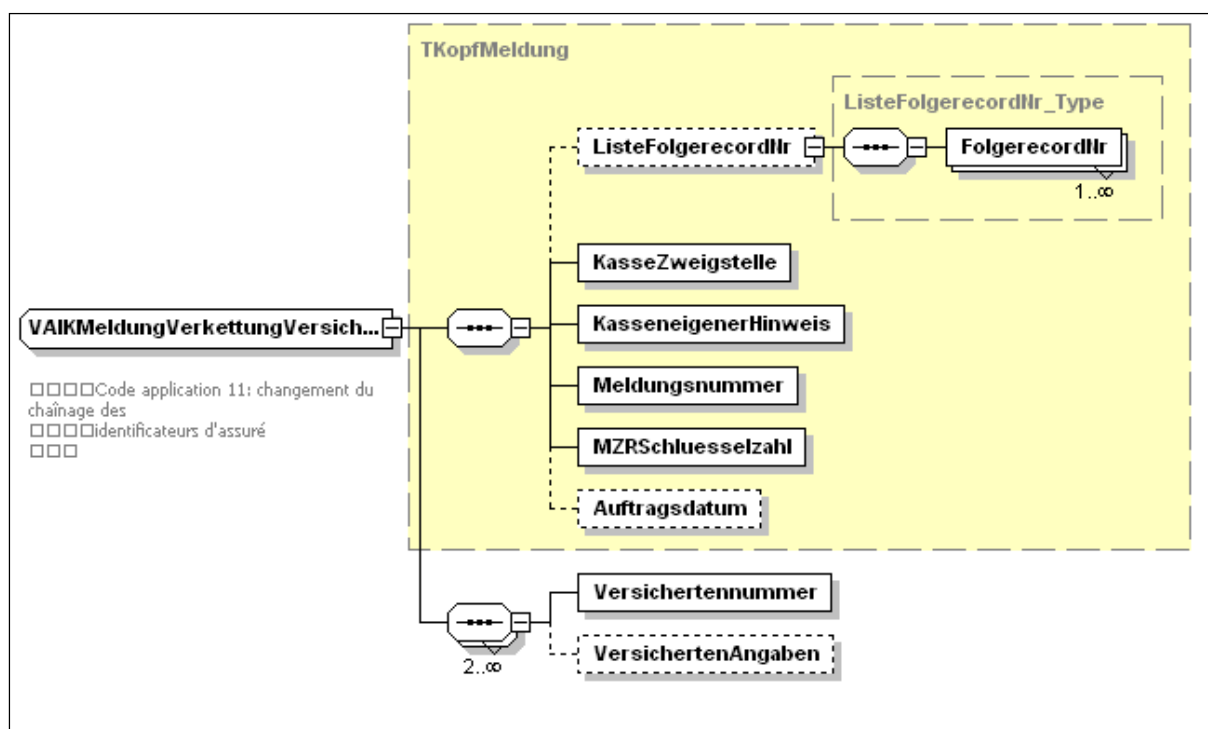 TKopfMeldung
ListeFolgerecordNr_Type
ListeFolgerecordNr
FolgerecordNr
1..∞
KasseZweigstelle
KasseneigenerHinweis
VAIKMeldungVerkettungVersich...
Meldungsnummer
□□□□Code application 11: changement du
chaînage des
□□□□identificateurs d'assuré
□□□
MZRSchluesselzahl
Auftragsdatum
Versichertennummer
VersichertenAngaben
2..∞